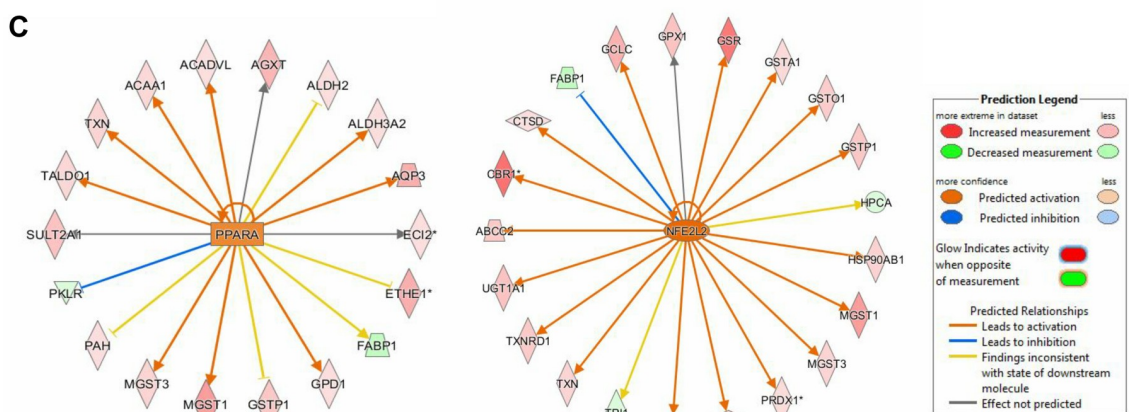 C
ACADVL
AGXT
ACAA1
ALDH2
TXN
ALDH3A2
TALDO1
AQP3
SULT2A1
PPARA
ECI2*
PKLR
ETHE1*
PAH
FABP1
MGST3
GPD1
MGST1
GSTP1
GPX1
GSR
GCLC
GSTA1
FABP1
GSTO1
CTSD
GSTP1
CBR1*
HPCA
ABCC2
NFE2L2
HSP90AB1
UGT1A1
MGST1
TXNRD1
MGST3
TXN
PRDX1*
Prediction Legend
more extreme in dataset less
Increased measurement
Decreased measurement
more confidence less
Predicted activation
Predicted inhibition
Glow Indicates activity
when opposite
of measurement
Predicted Relationships
Leads to activation
Leads to inhibition
Findings inconsistent
with state of downstream
molecule
Effect not predicted